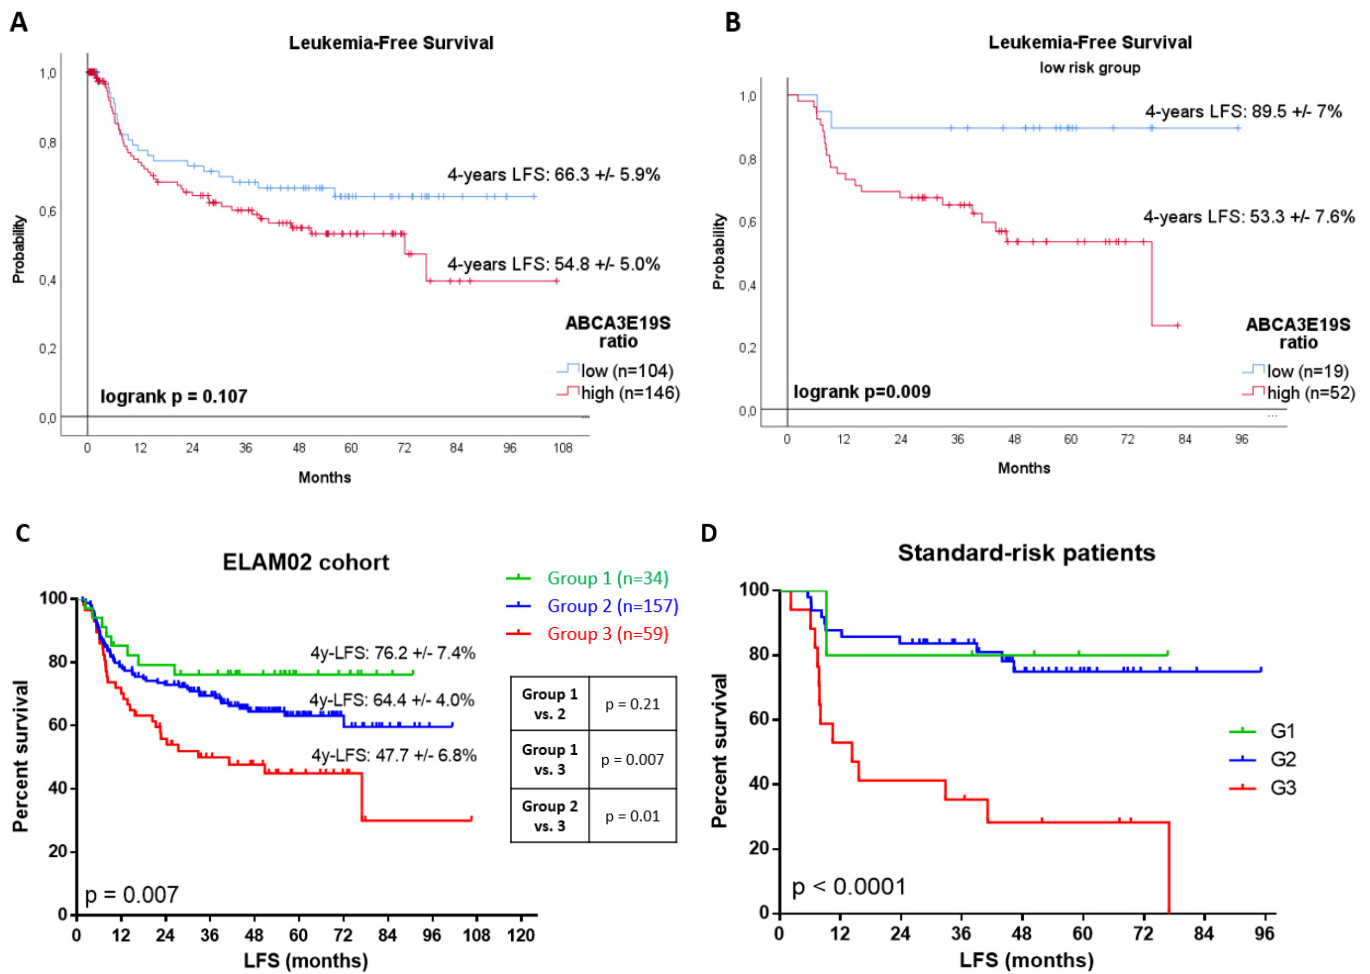 A
Leukemia-Free Survival
1,0
0,8
0,6
0,4
0,2
0,0
Probability
4-years LFS: 66.3 +/- 5.9%
4-years LFS: 54.8 +/- 5.0%
ABCA3E19S
ratio
low (n=104)
high (n=146)
logrank p = 0.107
...
0 12 24 36 48 60 72 84 96 108
Months
B
Leukemia-Free Survival
low risk group
1,0
0,8
0,6
0,4
0,2
0,0
Probability
4-years LFS: 89.5 +/- 7%
4-years LFS: 53.3 +/- 7.6%
ABCA3E19S
ratio
low (n=19)
high (n=52)
logrank p=0.009
...
0 12 24 36 48 60 72 84 96
Months
C
ELAM02 cohort
100
80
60
40
20
0
Percent survival
Group 1 (n=34)
Group 2 (n=157)
Group 3 (n=59)
4y-LFS: 76.2 +/- 7.4%
4y-LFS: 64.4 +/- 4.0%
4y-LFS: 47.7 +/- 6.8%
Group 1
vs. 2
p = 0.21
Group 1
vs. 3
p = 0.007
Group 2
vs. 3
p = 0.01
p = 0.007
0 12 24 36 48 60 72 84 96 108 120
LFS (months)
D
Standard-risk patients
100
80
60
40
20
0
Percent survival
G1
G2
G3
p < 0.0001
0 12 24 36 48 60 72 84 96
LFS (months)